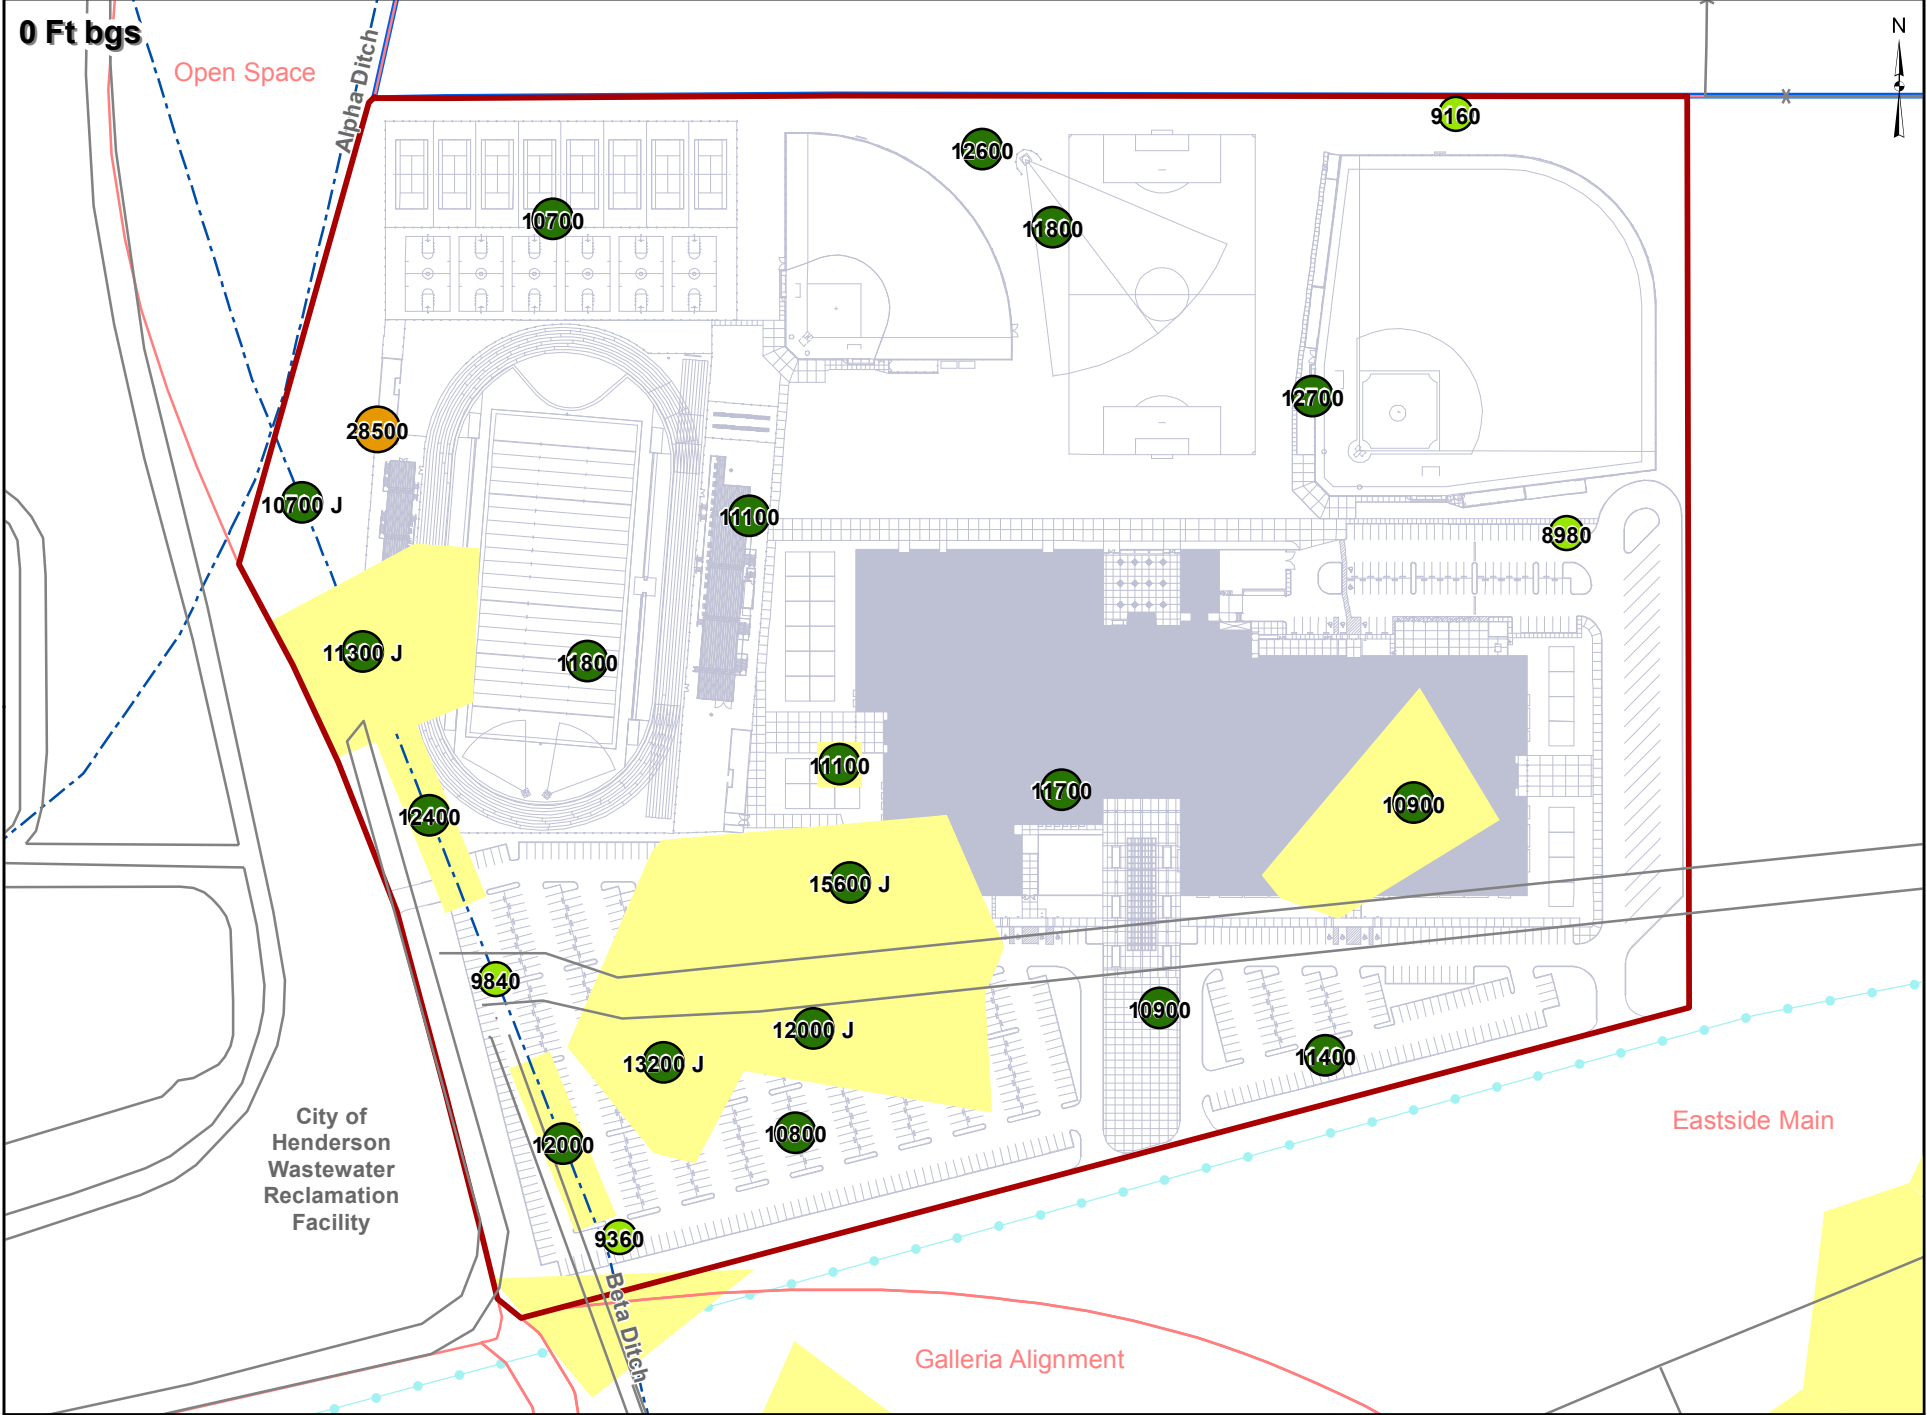 0 Ft bgs
N
Open Space
Alpha Ditch
9160
12600
10700
11800
12700
28500
10700 J
11100
8980
11300 J
11800
11100
11700
10900
12400
15600 J
9840
10900
12000 J
11400
13200 J
10800
12000
City of
Henderson
Wastewater
Reclamation
Facility
Eastside Main
9360
Beta Ditch
Galleria Alignment